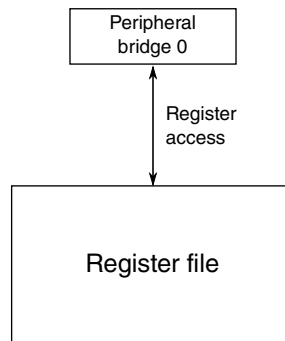 Peripheral
bridge 0
Register
access
Register file